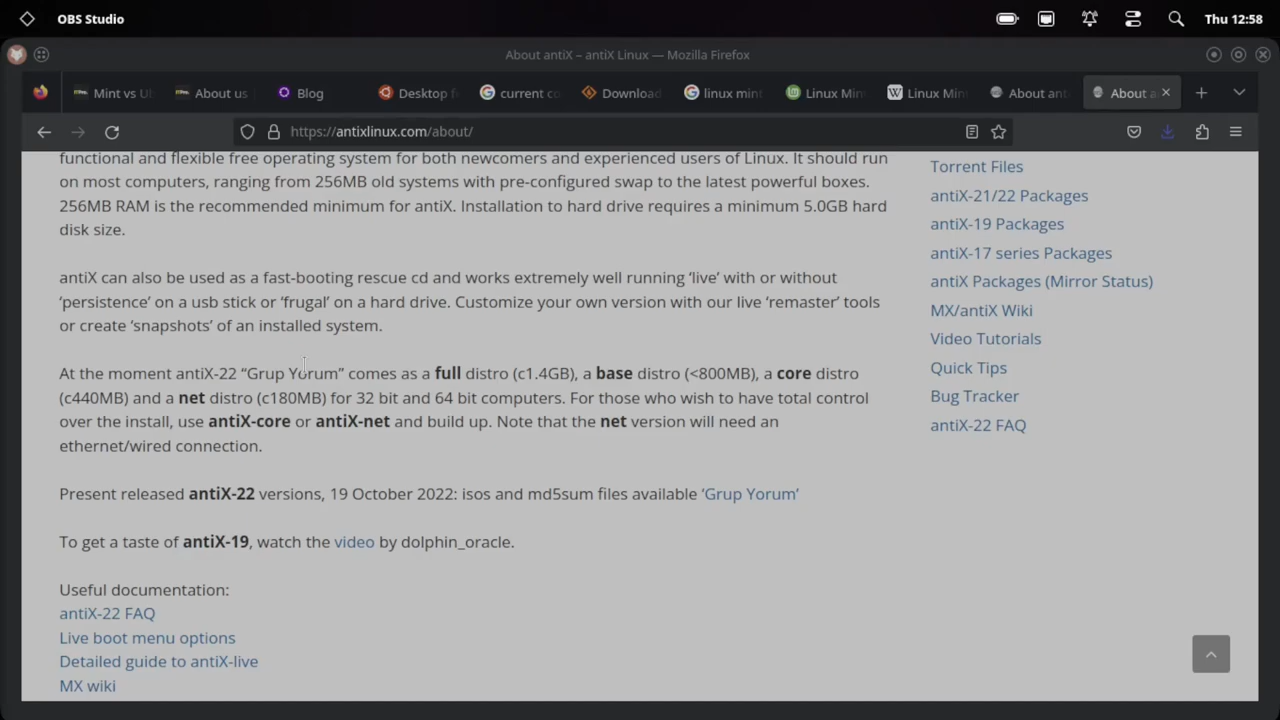 OBS Studio
Thu 12:58
About antiX – antiX Linux — Mozilla Firefox
Mint vs Ub
About us
Blog
Desktop f
current co
Download
linux mint
Linux Min
Linux Min
About ant
About a
https://antixlinux.com/about/
functional and flexible free operating system for both newcomers and experienced users of Linux. It should run
on most computers, ranging from 256MB old systems with pre-configured swap to the latest powerful boxes.
256MB RAM is the recommended minimum for antiX. Installation to hard drive requires a minimum 5.0GB hard
disk size.
antiX can also be used as a fast-booting rescue cd and works extremely well running ‘live’ with or without
‘persistence’ on a usb stick or ‘frugal’ on a hard drive. Customize your own version with our live ‘remaster’ tools
or create ‘snapshots’ of an installed system.
At the moment antiX-22 “Grup Yorum” comes as a full distro (c1.4GB), a base distro (<800MB), a core distro
(c440MB) and a net distro (c180MB) for 32 bit and 64 bit computers. For those who wish to have total control
over the install, use antiX-core or antiX-net and build up. Note that the net version will need an
ethernet/wired connection.
Present released antiX-22 versions, 19 October 2022: isos and md5sum files available ‘Grup Yorum’
To get a taste of antiX-19, watch the video by dolphin_oracle.
Useful documentation:
antiX-22 FAQ
Live boot menu options
Detailed guide to antiX-live
MX wiki
Torrent Files
antiX-21/22 Packages
antiX-19 Packages
antiX-17 series Packages
antiX Packages (Mirror Status)
MX/antiX Wiki
Video Tutorials
Quick Tips
Bug Tracker
antiX-22 FAQ